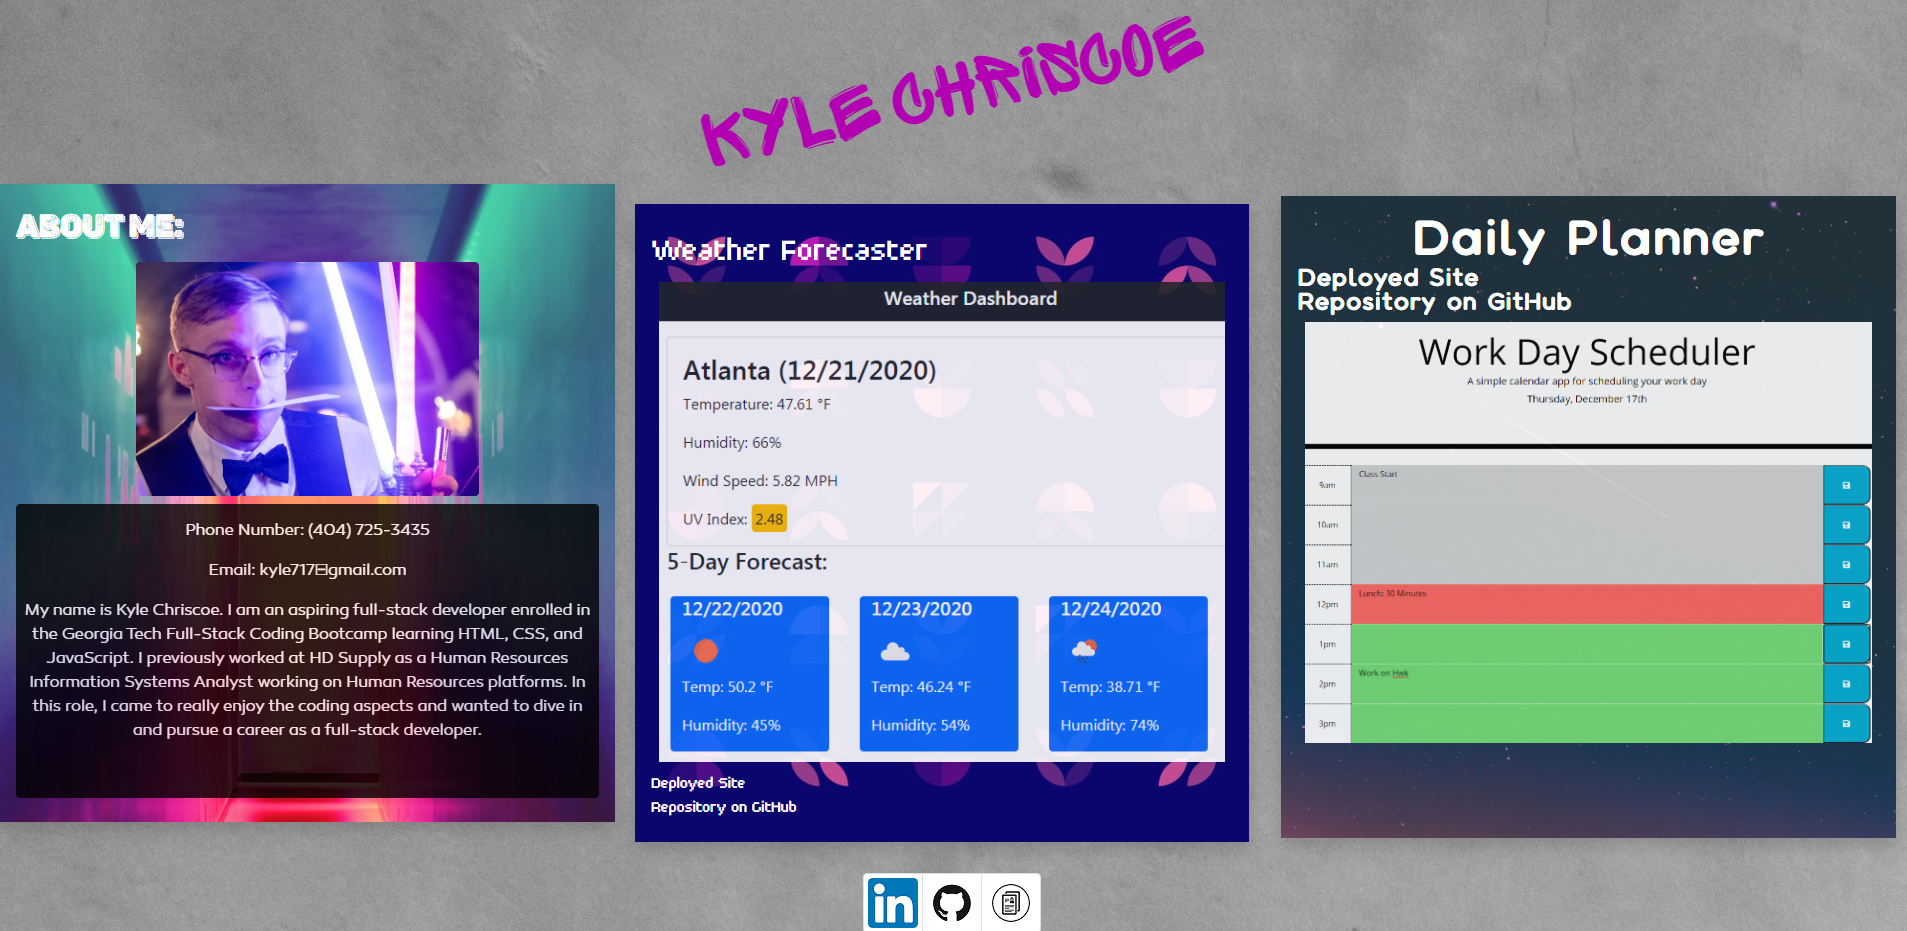 KYLE CHRISCOE
ABOUT ME:
Phone Number: (404) 725-3435
Email: kyle717☒gmail.com
My name is Kyle Chriscoe. I am an aspiring full-stack developer enrolled in
the Georgia Tech Full-Stack Coding Bootcamp learning HTML, CSS, and
JavaScript. I previously worked at HD Supply as a Human Resources
Information Systems Analyst working on Human Resources platforms. In
this role, I came to really enjoy the coding aspects and wanted to dive in
and pursue a career as a full-stack developer.
Weather Forecaster
Weather Dashboard
Atlanta (12/21/2020)
Temperature: 47.61 °F
Humidity: 66%
Wind Speed: 5.82 MPH
UV Index: 2.48
5-Day Forecast:
12/22/2020
Temp: 50.2 °F
Humidity: 45%
12/23/2020
Temp: 46.24 °F
Humidity: 54%
12/24/2020
Temp: 38.71 °F
Humidity: 74%
Deployed Site
Repository on GitHub
Daily Planner
Deployed Site
Repository on GitHub
Work Day Scheduler
A simple calendar app for scheduling your work day
Thursday, December 17th
9am Class Start
10am
11am
12pm Lunch: 30 Minutes
1pm
2pm Work on Hwk
3pm
in